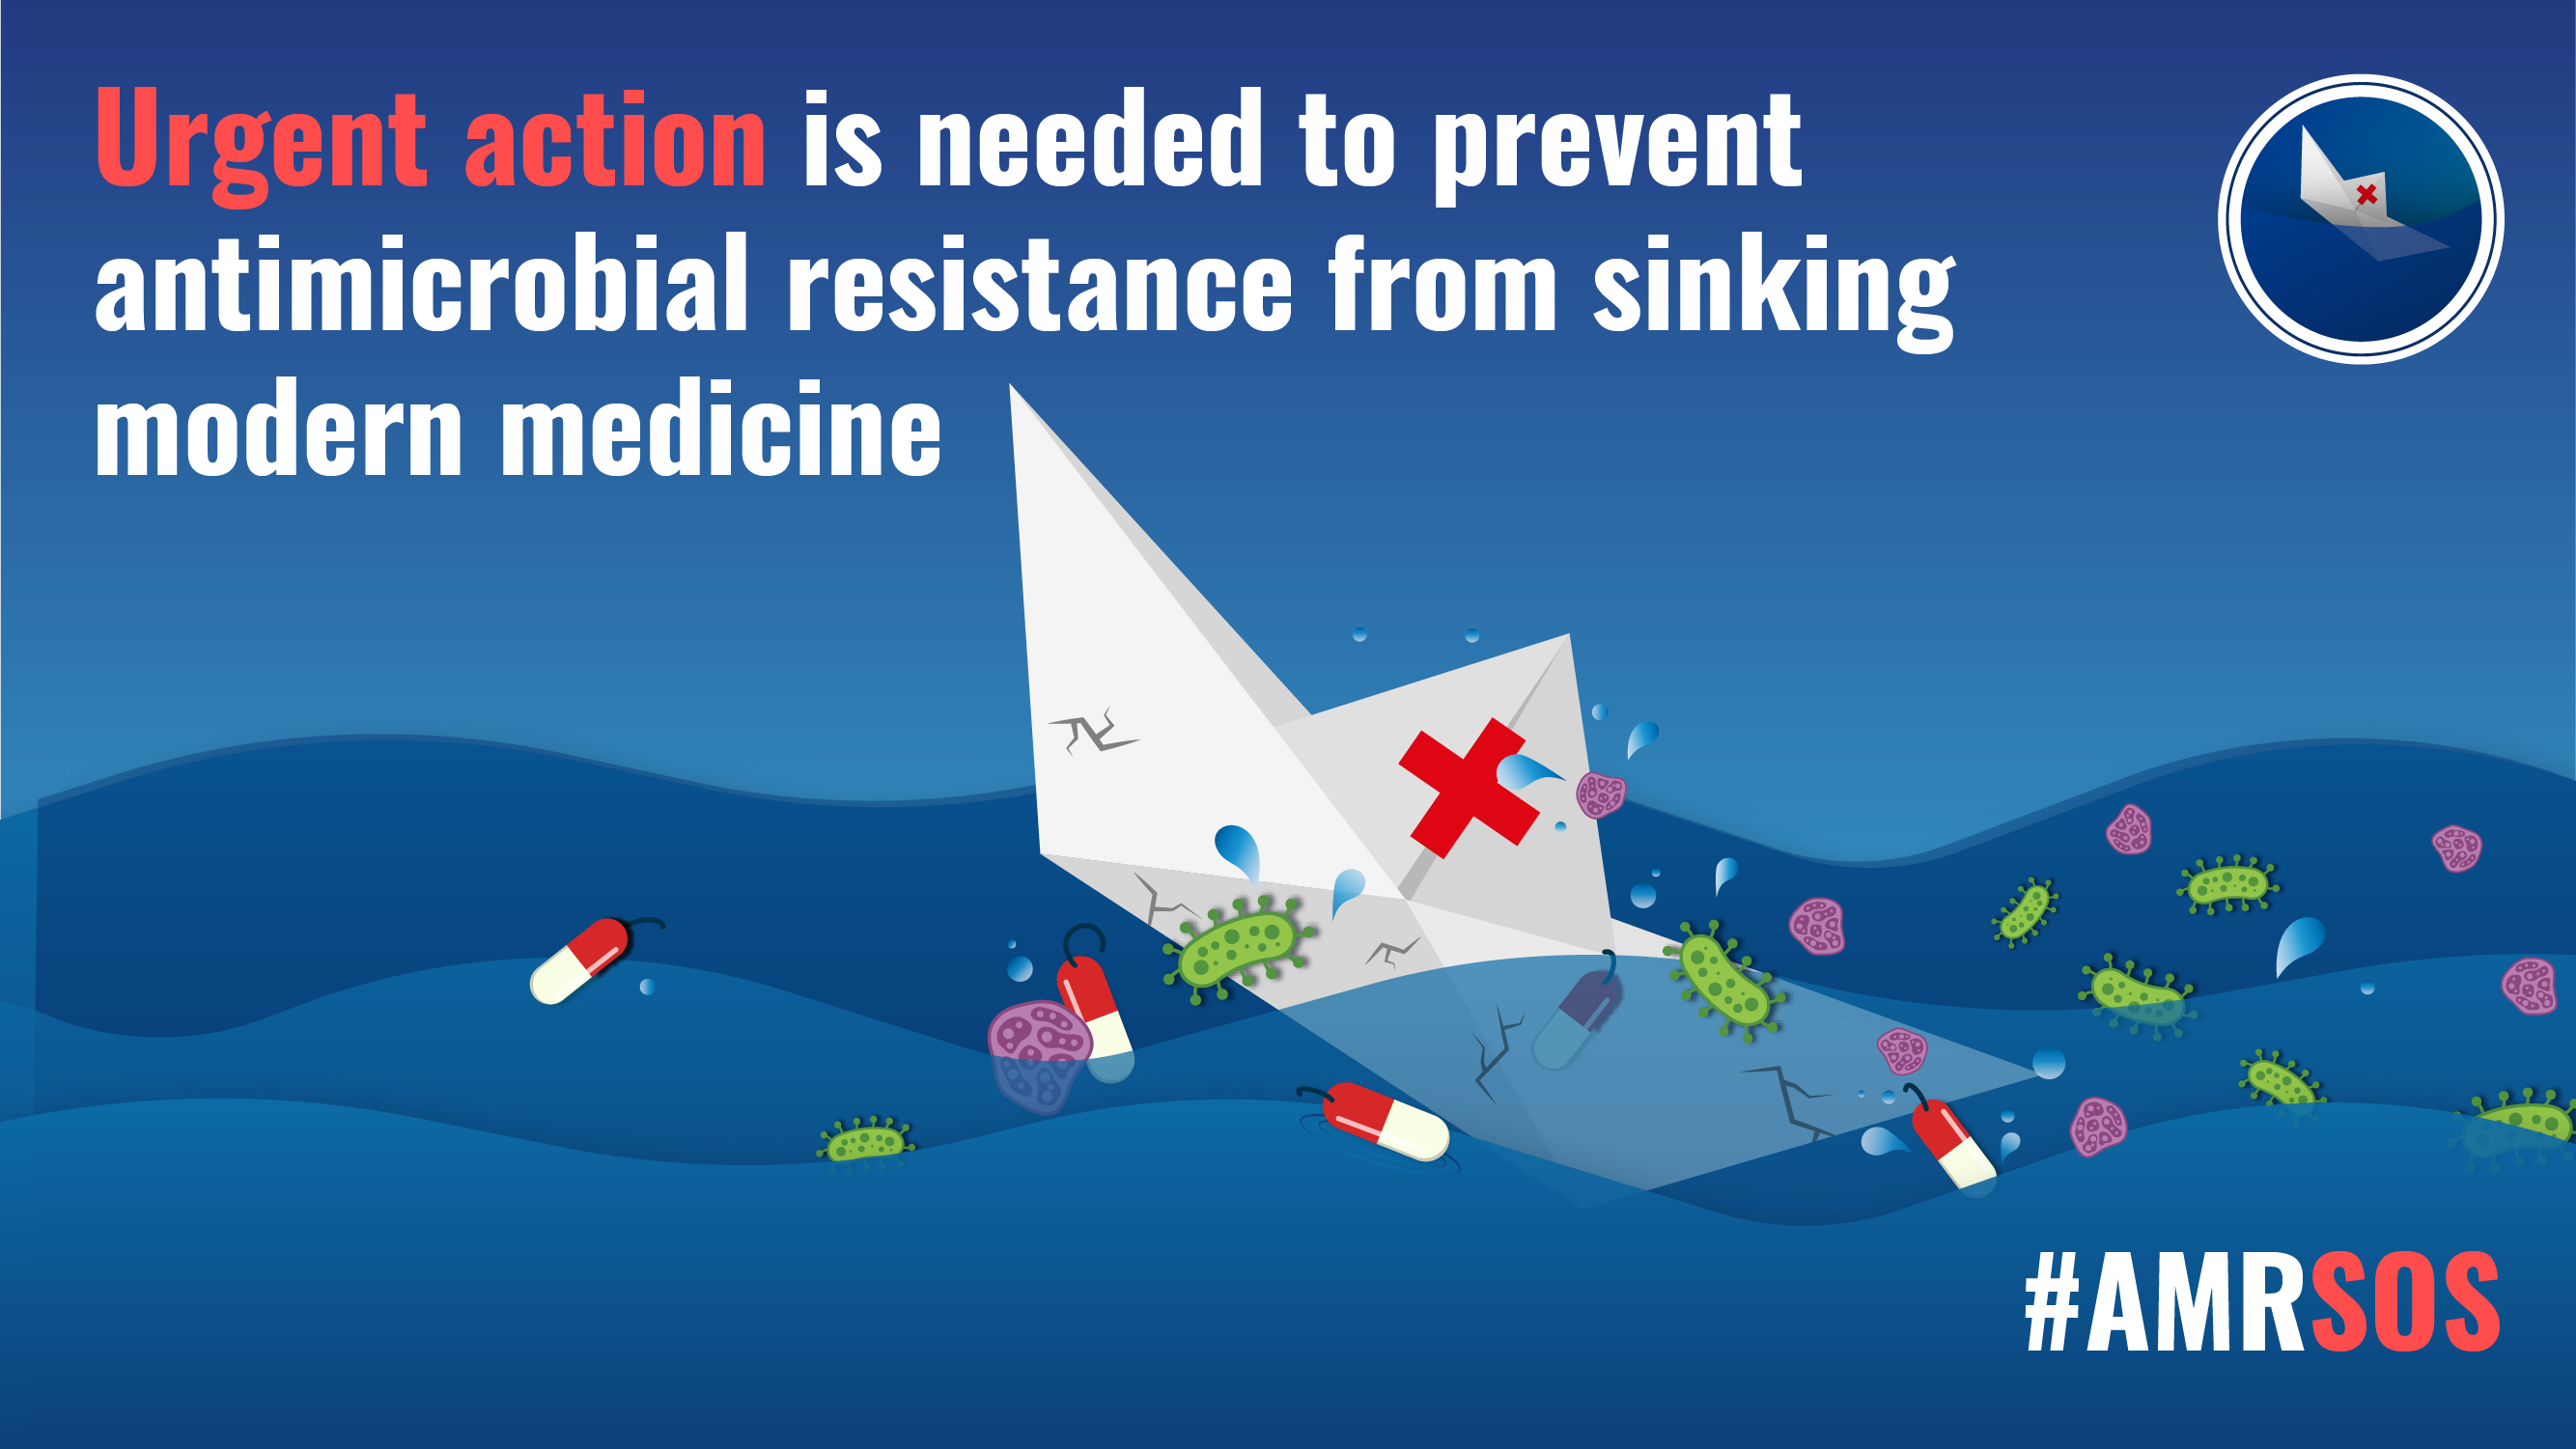 Urgent action is needed to prevent
antimicrobial resistance from sinking
modern medicine
#AMRSOS